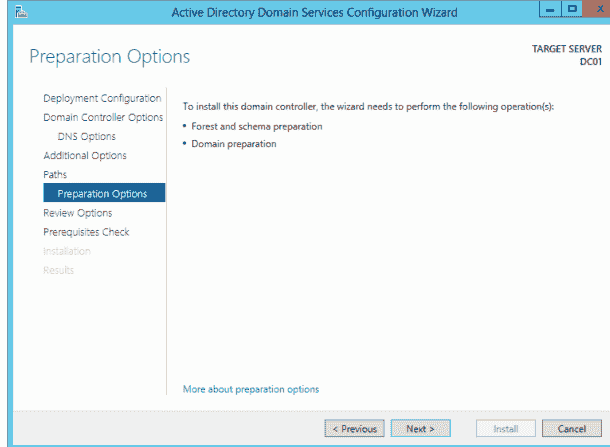 Active Directory Domain Services Configuration Wizard
Preparation Options
TARGET SERVER
DC01
Deployment Configuration
Domain Controller Options
DNS Options
Additional Options
Paths
Preparation Options
Review Options
Prerequisites Check
Installation
Results
To install this domain controller, the wizard needs to perform the following operation(s):
• Forest and schema preparation
• Domain preparation
More about preparation options
< Previous
Next >
Install
Cancel